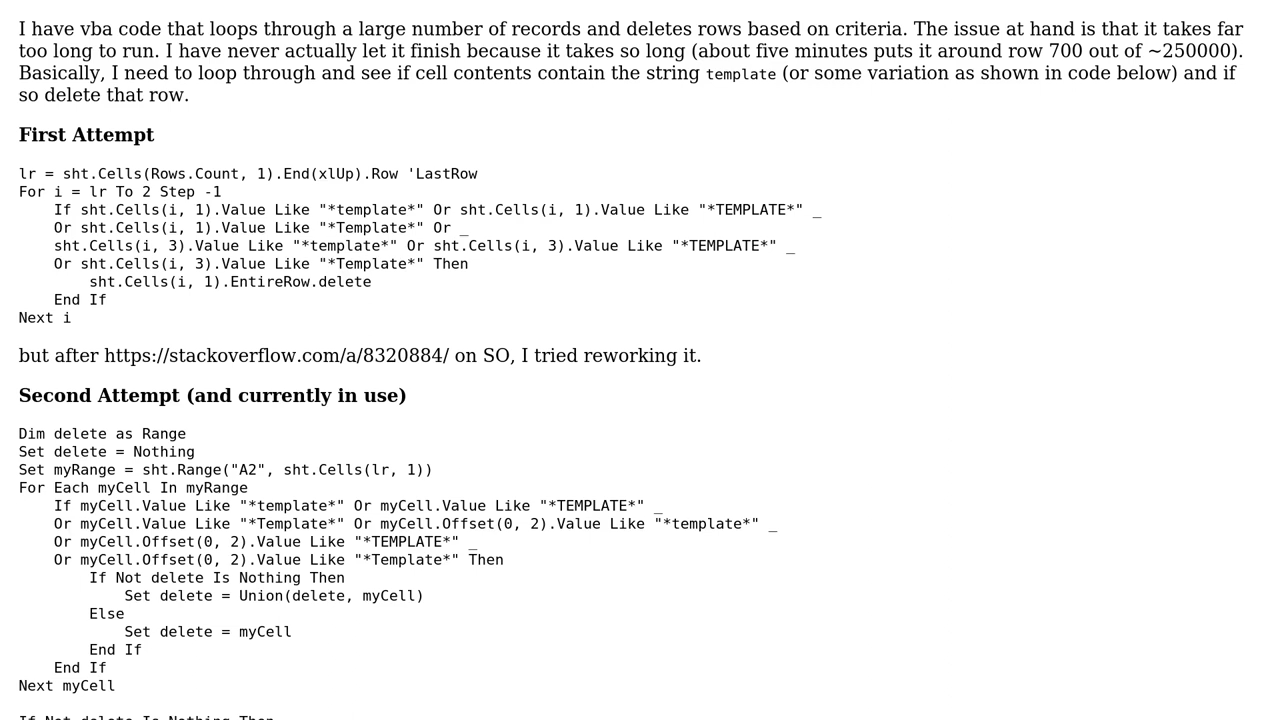 I have vba code that loops through a large number of records and deletes rows based on criteria. The issue at hand is that it takes far
too long to run. I have never actually let it finish because it takes so long (about five minutes puts it around row 700 out of ~250000).
Basically, I need to loop through and see if cell contents contain the string template (or some variation as shown in code below) and if
so delete that row.
First Attempt
lr = sht.Cells(Rows.Count, 1).End(xlUp).Row 'LastRow
For i = lr To 2 Step -1
    If sht.Cells(i, 1).Value Like "*template*" Or sht.Cells(i, 1).Value Like "*TEMPLATE*" _
    Or sht.Cells(i, 1).Value Like "*Template*" Or _
    sht.Cells(i, 3).Value Like "*template*" Or sht.Cells(i, 3).Value Like "*TEMPLATE*" _
    Or sht.Cells(i, 3).Value Like "*Template*" Then
        sht.Cells(i, 1).EntireRow.delete
    End If
Next i
but after https://stackoverflow.com/a/8320884/ on SO, I tried reworking it.
Second Attempt (and currently in use)
Dim delete as Range
Set delete = Nothing
Set myRange = sht.Range("A2", sht.Cells(lr, 1))
For Each myCell In myRange
    If myCell.Value Like "*template*" Or myCell.Value Like "*TEMPLATE*" _
    Or myCell.Value Like "*Template*" Or myCell.Offset(0, 2).Value Like "*template*" _
    Or myCell.Offset(0, 2).Value Like "*TEMPLATE*" _
    Or myCell.Offset(0, 2).Value Like "*Template*" Then
        If Not delete Is Nothing Then
            Set delete = Union(delete, myCell)
        Else
            Set delete = myCell
        End If
    End If
Next myCell
If Not delete Is Nothing Then